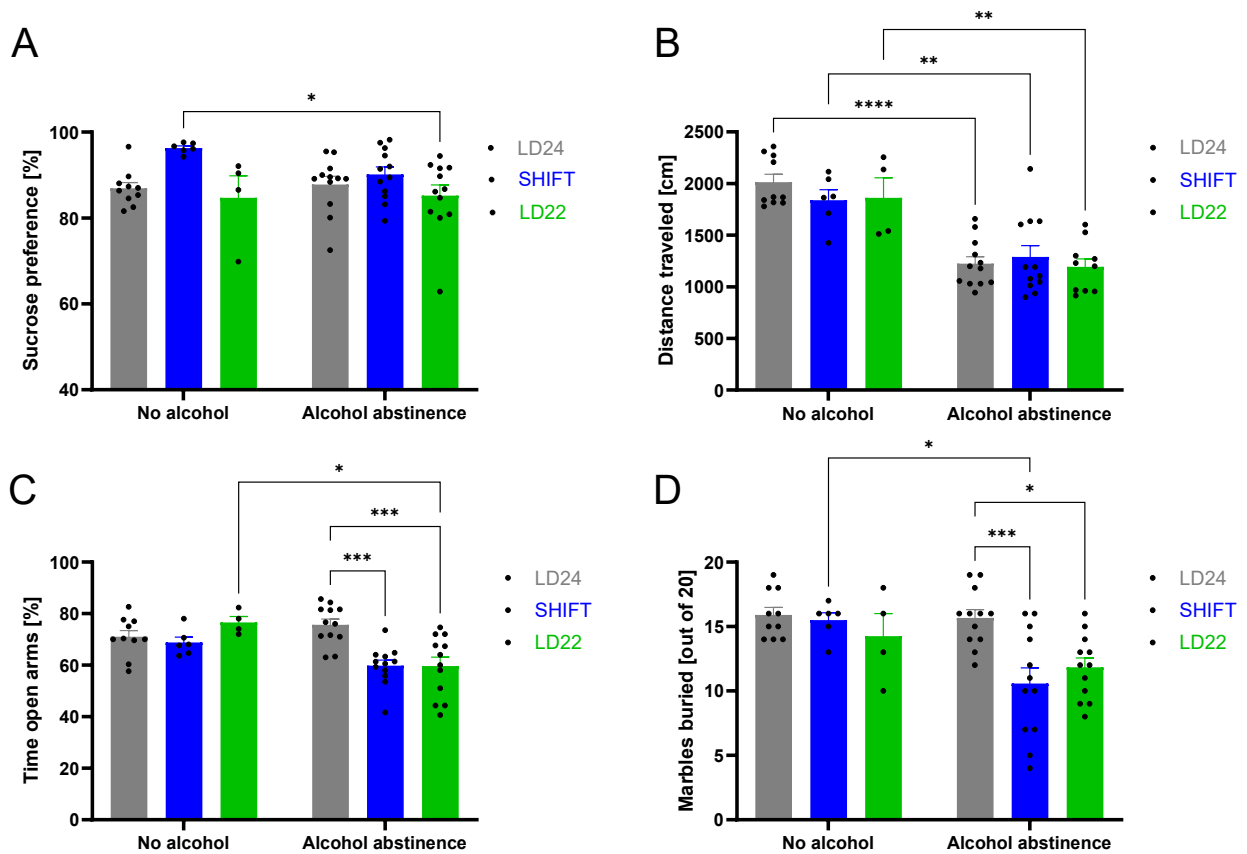 A
*
Sucrose preference [%]
100
80
60
40
No alcohol
Alcohol abstinence
LD24
SHIFT
LD22
B
**
**
****
Distance traveled [cm]
2500
2000
1500
1000
500
0
No alcohol
Alcohol abstinence
LD24
SHIFT
LD22
C
*
***
***
Time open arms [%]
100
80
60
40
20
0
No alcohol
Alcohol abstinence
LD24
SHIFT
LD22
D
*
*
***
Marbles buried [out of 20]
20
15
10
5
0
No alcohol
Alcohol abstinence
LD24
SHIFT
LD22